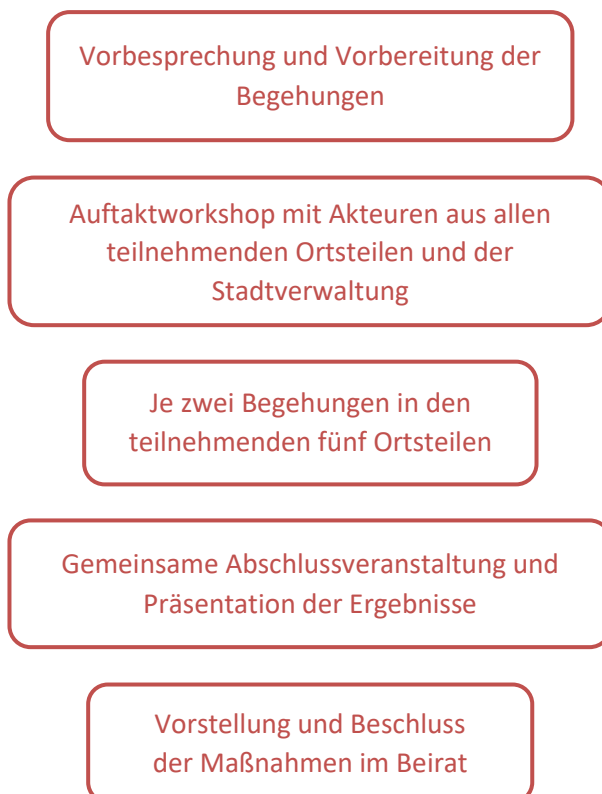 Vorbesprechung und Vorbereitung der
Begehungen
Auftaktworkshop mit Akteuren aus allen
teilnehmenden Ortsteilen und der
Stadtverwaltung
Je zwei Begehungen in den
teilnehmenden fünf Ortsteilen
Gemeinsame Abschlussveranstaltung und
Präsentation der Ergebnisse
Vorstellung und Beschluss
der Maßnahmen im Beirat